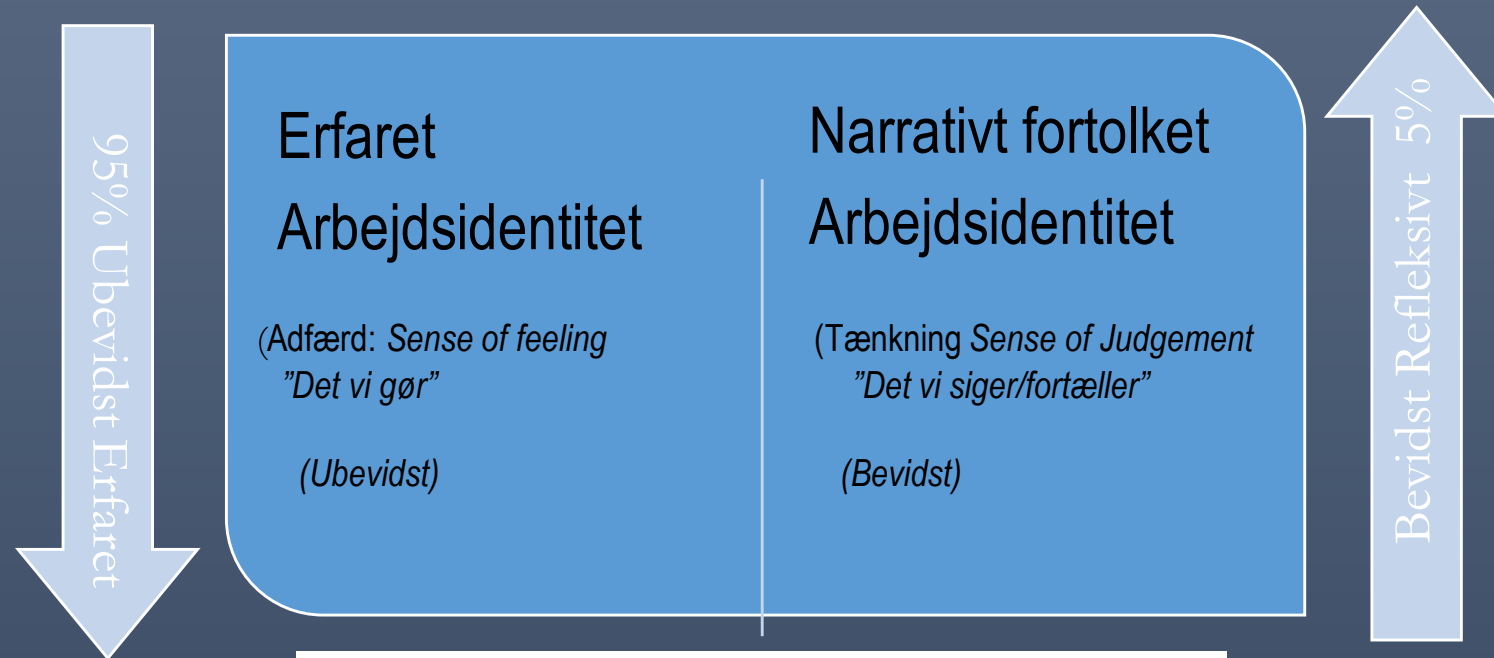 95% Ubevidst Erfaret
Erfaret
Arbejdsidentitet
(Adfærd: Sense of feeling
”Det vi gør”
(Ubevidst)
Narrativt fortolket
Arbejdsidentitet
(Tænkning Sense of Judgement
”Det vi siger/fortæller”
(Bevidst)
Bevidst Refleksivt 5%